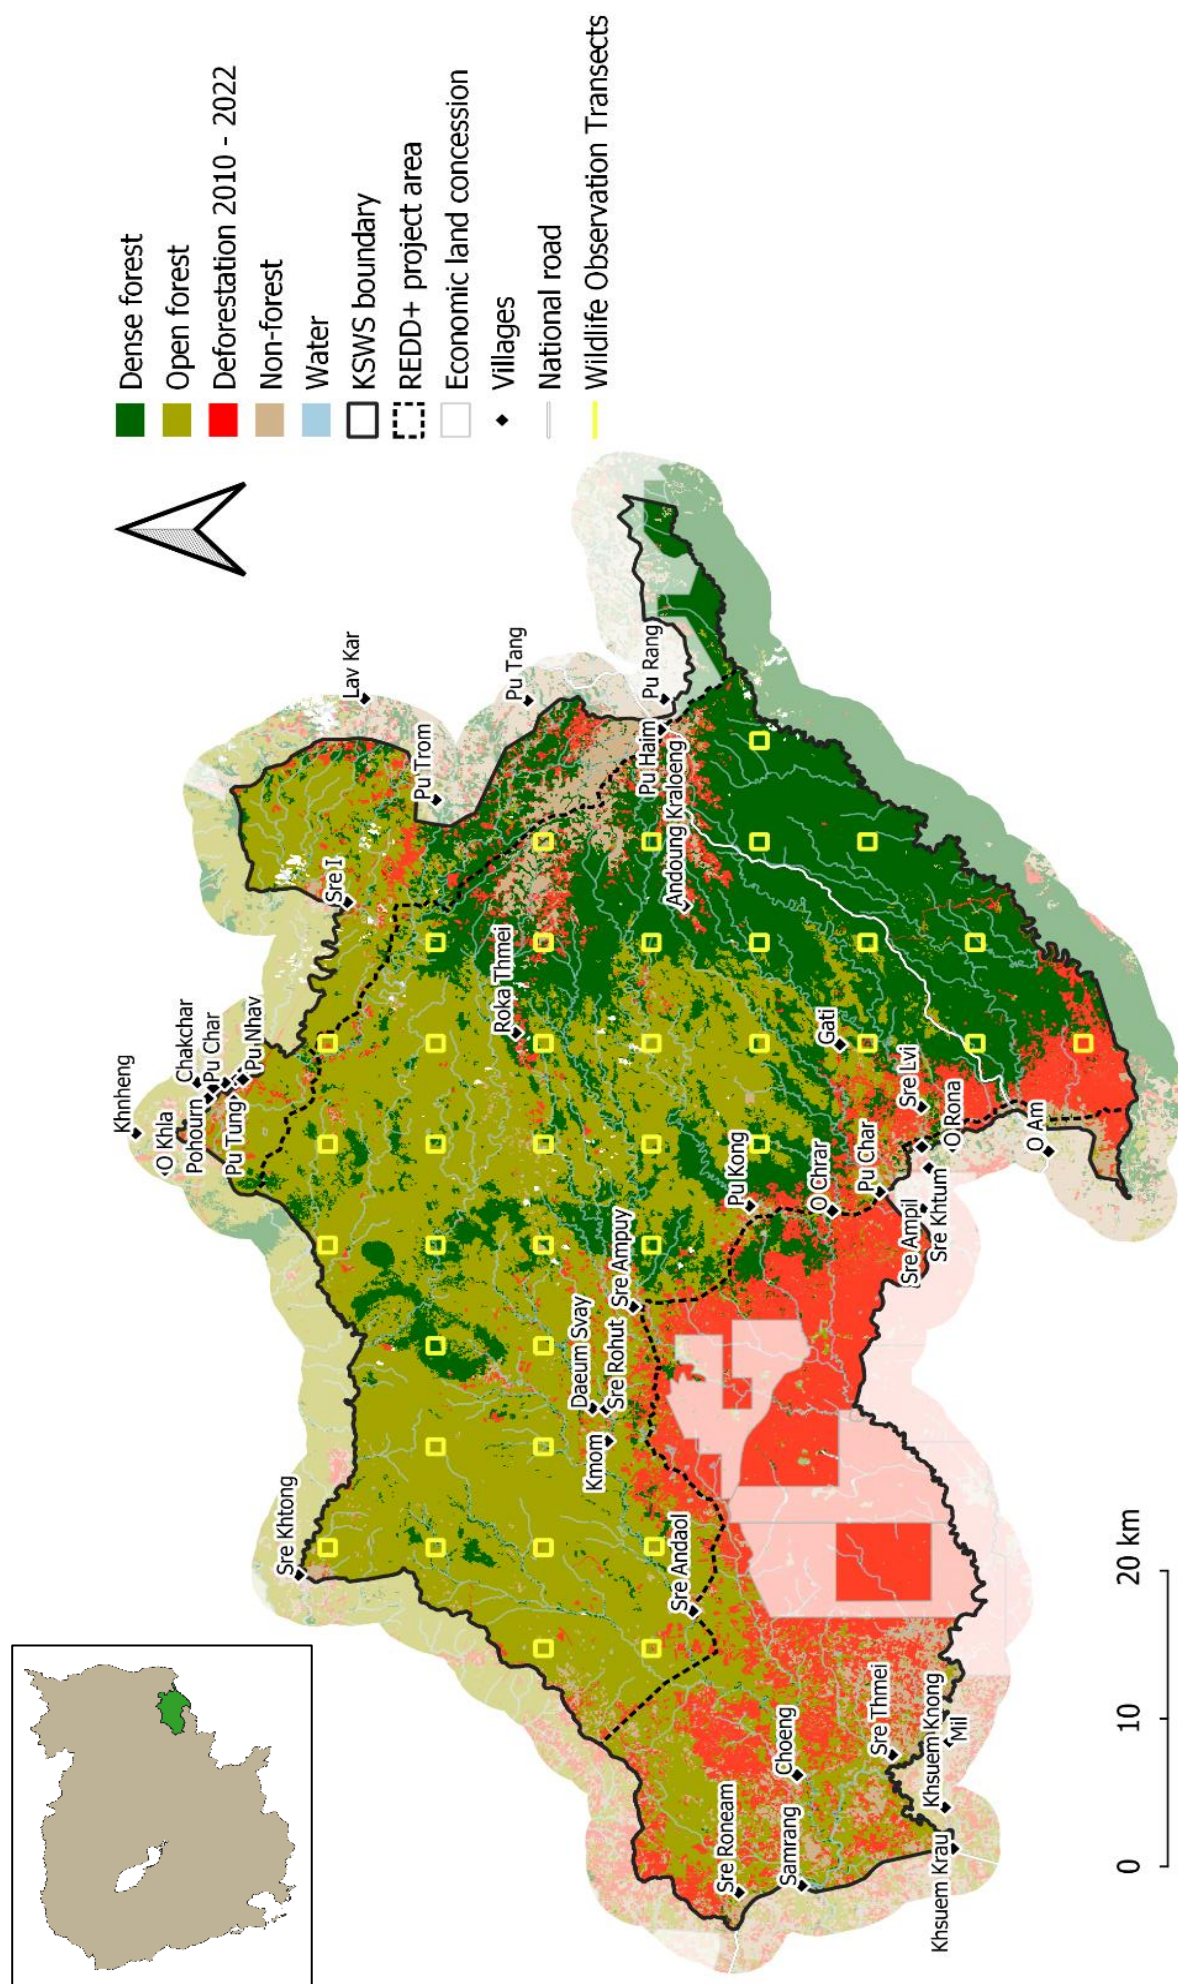 Dense forest
Open forest
Deforestation 2010 - 2022
Non-forest
Water
KSWS boundary
REDD+ project area
Economic land concession
Villages
National road
Wildlife Observation Transects
Khnheng
O Khla
Chakchar
Pohourn
Pu Char
Pu Tung
Pu Nhav
Sre I
Lav Kar
Pu Trom
Pu Tang
Sre Khtong
Roka Thmei
Pu Rang
Pu Haim
Andoung Kraloeng
Daeum Svay
Sre Rohut
Sre Ampuy
Kmom
Sre Andaol
Pu Kong
Gati
O Chrar
Pu Char
Sre Lvi
Sre Ampil
Sre Khtum
O Rona
O Am
Sre Roneam
Samrang
Choeng
Sre Thmei
Khsuem Knong
Mil
Khsuem Krau
0
10
20 km